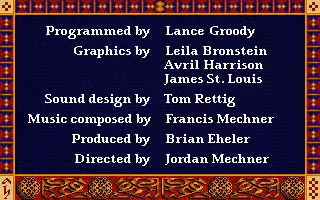 Programmed by Lance Groody
Graphics by Leila Bronstein
Avril Harrison
James St. Louis
Sound design by Tom Rettig
Music composed by Francis Mechner
Produced by Brian Eheler
Directed by Jordan Mechner